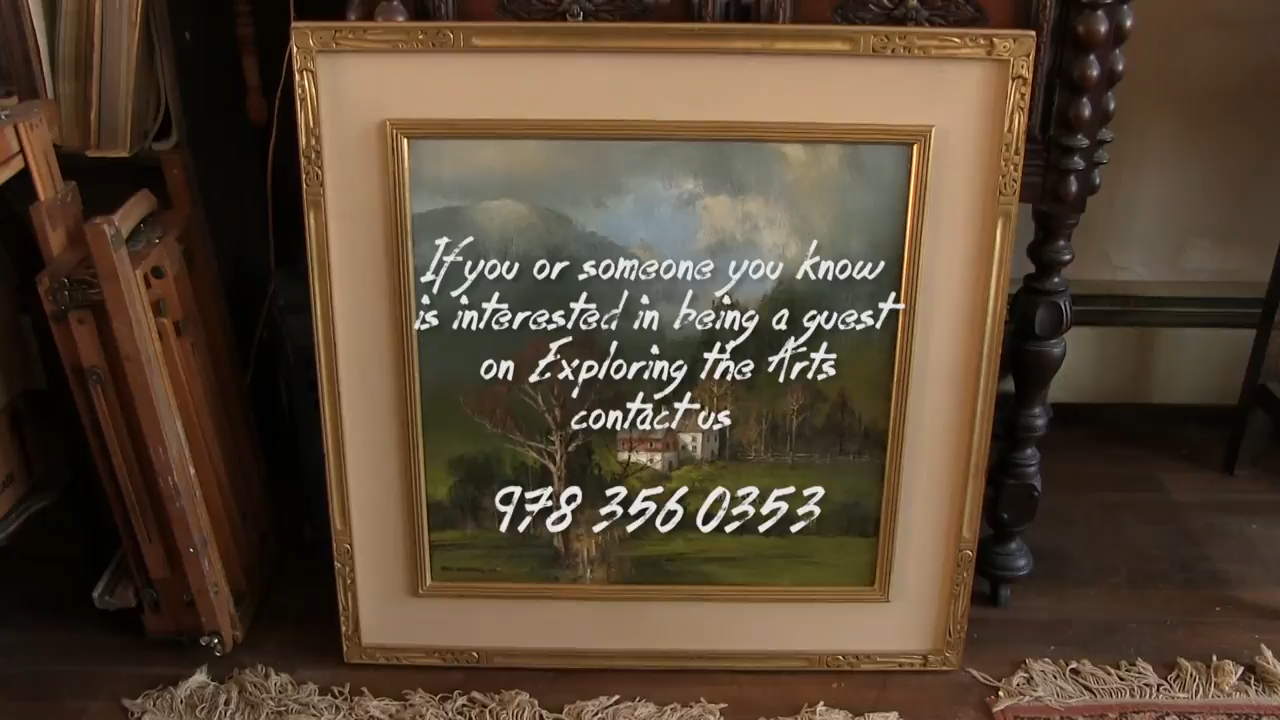 If you or someone you know
is interested in being a guest
on Exploring the Arts
contact us
978 356 0353